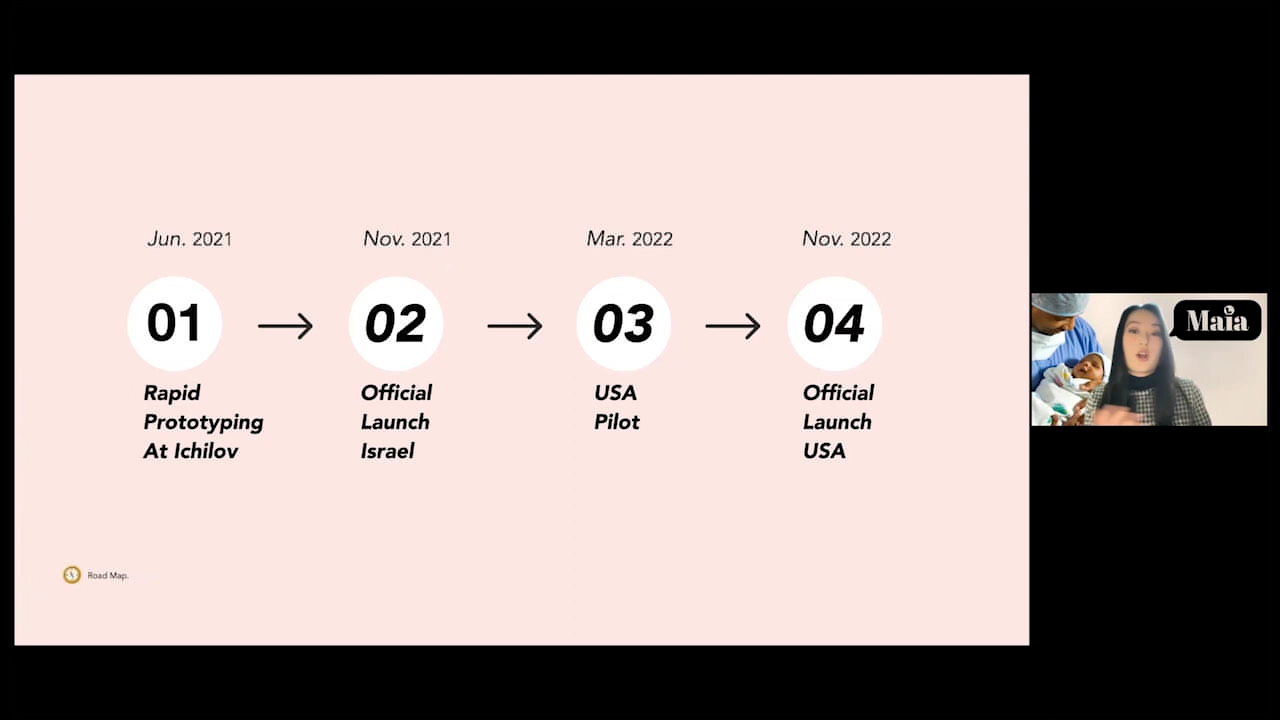 Jun. 2021
Nov. 2021
Mar. 2022
Nov. 2022
01
02
03
04
Rapid
Prototyping
At Ichilov
Official
Launch
Israel
USA
Pilot
Official
Launch
USA
Road Map.
Maia